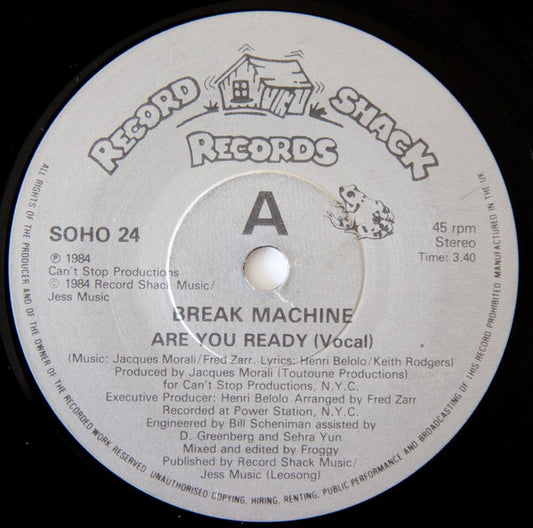 RECORD SHACK
RECORDS
A
SOHO 24
℗ 1984
Can't Stop Productions
© 1984 Record Shack Music/
Jess Music
45 rpm
Stereo
Time: 3.40
BREAK MACHINE
ARE YOU READY (Vocal)
(Music: Jacques Morali/Fred Zarr. Lyrics: Henri Belolo/Keith Rodgers)
Produced by Jacques Morali (Toutoune Productions)
for Can't Stop Productions, N.Y.C.
Executive Producer: Henri Belolo Arranged by Fred Zarr
Recorded at Power Station, N.Y.C.
Engineered by Bill Scheniman assisted by
D. Greenberg and Sehra Yun
Mixed and edited by Froggy
Published by Record Shack Music/
Jess Music (Leosong)
ALL RIGHTS OF THE PRODUCER AND OF THE OWNER OF THE RECORDED WORK RESERVED. UNAUTHORISED COPYING, HIRING, RENTING, PUBLIC PERFORMANCE AND BROADCASTING OF THIS RECORD PROHIBITED MANUFACTURED IN THE UK